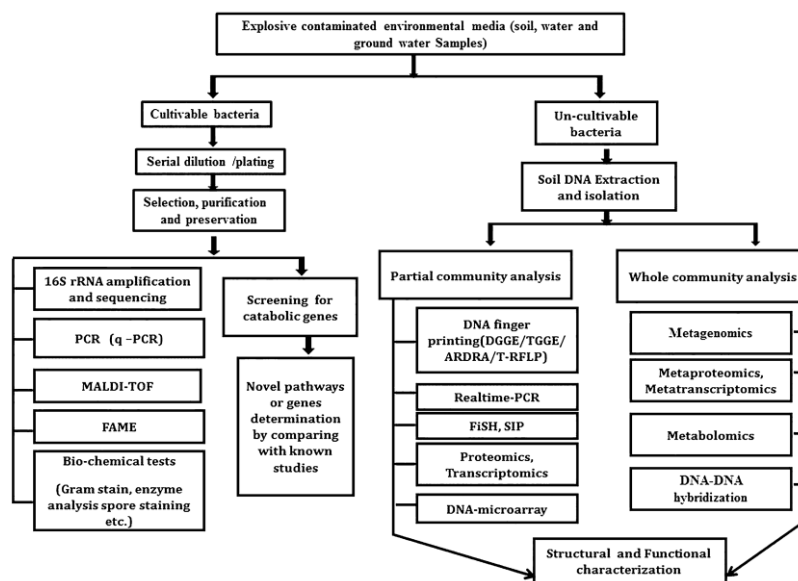 Explosive contaminated environmental media (soil, water and
ground water Samples)
Cultivable bacteria
Serial dilution /plating
Selection, purification
and preservation
16S rRNA amplification
and sequencing
PCR (q –PCR)
MALDI-TOF
FAME
Bio-chemical tests
(Gram stain, enzyme
analysis spore staining
etc.)
Screening for
catabolic genes
Novel pathways
or genes
determination
by comparing
with known
studies
Un-cultivable
bacteria
Soil DNA Extraction
and isolation
Partial community analysis
DNA finger
printing(DGGE/TGGE/
ARDRA/T-RFLP)
Realtime-PCR
FiSH, SIP
Proteomics,
Transcriptomics
DNA-microarray
Whole community analysis
Metagenomics
Metaproteomics,
Metatranscriptomics
Metabolomics
DNA-DNA
hybridization
Structural and Functional
characterization